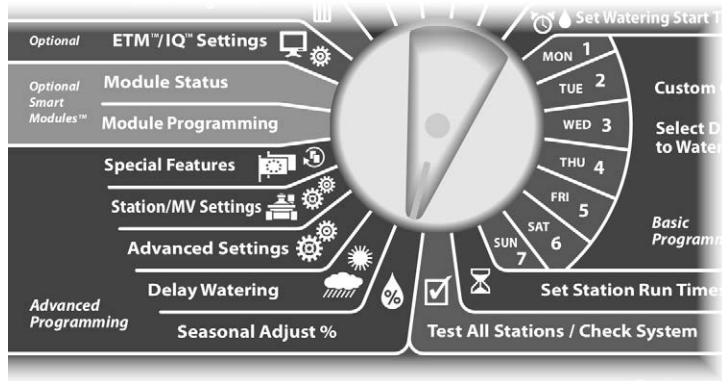 Set Watering Start T
Optional
ETM™/IQ™ Settings
Optional
Smart
Modules™
Module Status
Module Programming
Special Features
Station/MV Settings
Advanced Settings
Delay Watering
Advanced
Programming
Seasonal Adjust %
%
MON 1
TUE 2
WED 3
THU 4
FRI 5
SAT 6
SUN 7
Custom
Select D
to Water
Basic
Programm
Set Station Run Time
Test All Stations / Check System